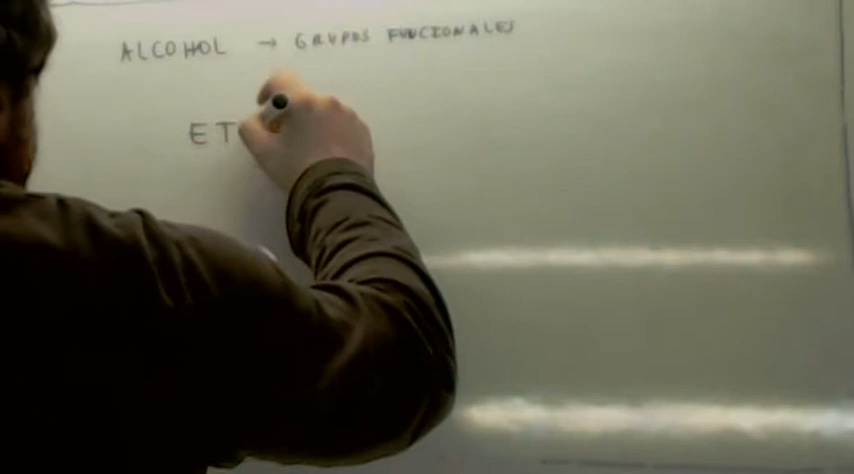 ALCOHOL → GRUPOS FUNCIONALES
ET